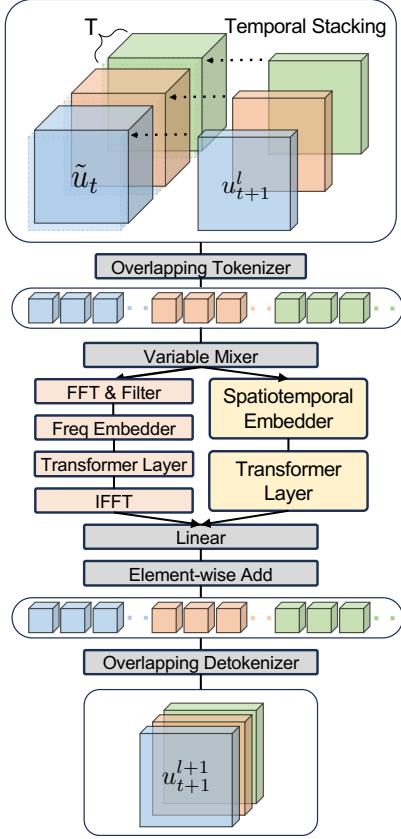 T
Temporal Stacking
ũ_t
u^l_{t+1}
Overlapping Tokenizer
Variable Mixer
FFT & Filter
Freq Embedder
Transformer Layer
IFFT
Spatiotemporal
Embedder
Transformer
Layer
Linear
Element-wise Add
Overlapping Detokenizer
u^{l+1}_{t+1}